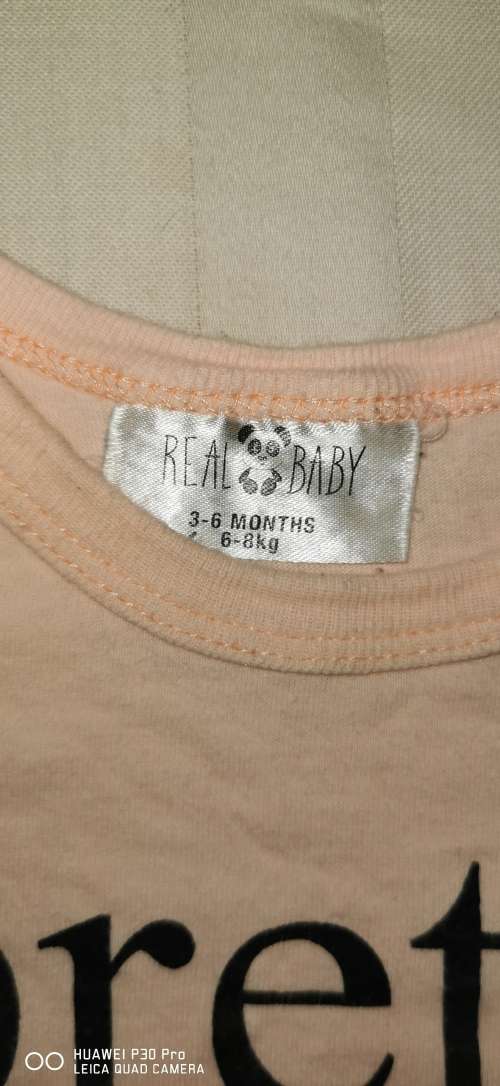 REAL BABY
3-6 MONTHS
6-8kg
pret
HUAWEI P30 Pro
LEICA QUAD CAMERA